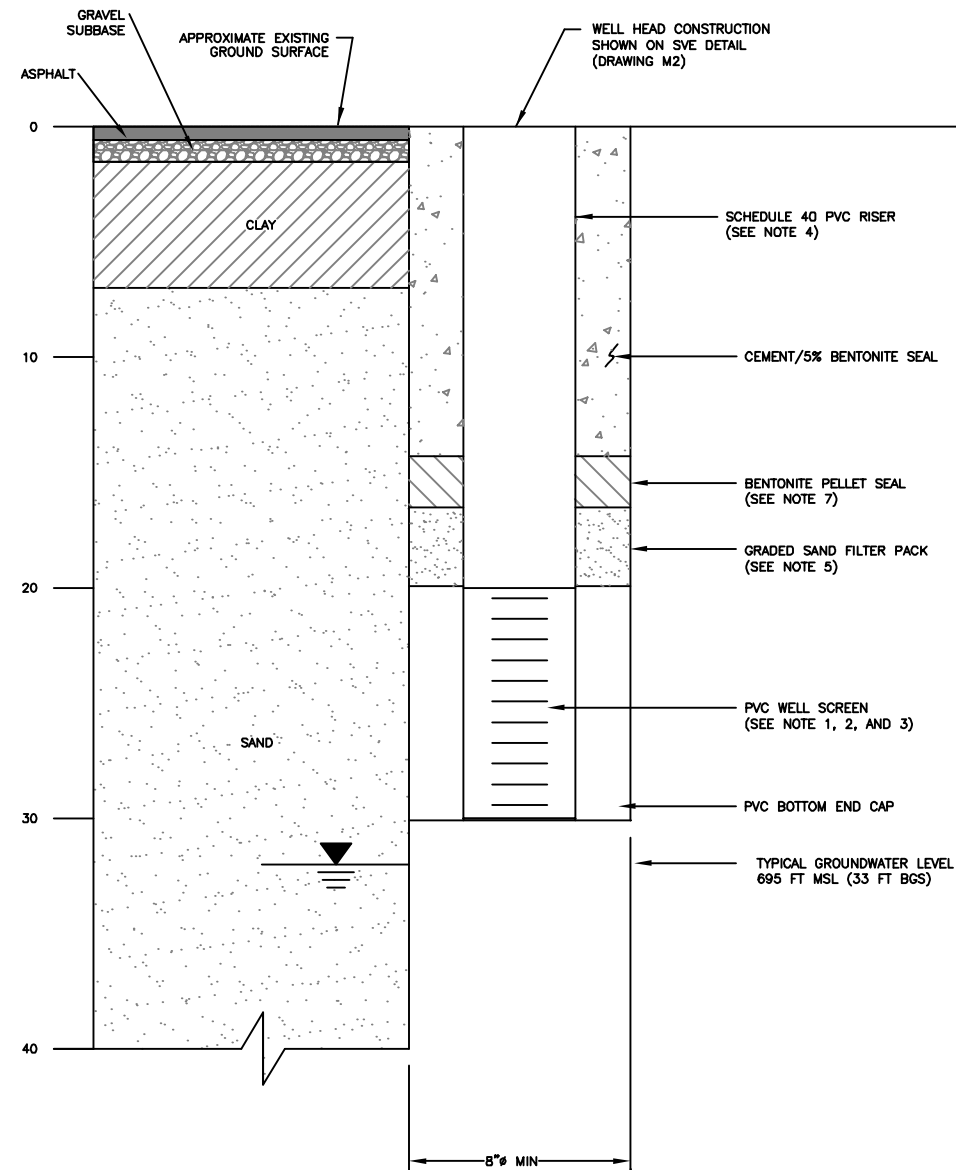 GRAVEL
SUBBASE
APPROXIMATE EXISTING
GROUND SURFACE
ASPHALT
WELL HEAD CONSTRUCTION
SHOWN ON SVE DETAIL
(DRAWING M2)
0
CLAY
SCHEDULE 40 PVC RISER
(SEE NOTE 4)
10
CEMENT/5% BENTONITE SEAL
BENTONITE PELLET SEAL
(SEE NOTE 7)
GRADED SAND FILTER PACK
(SEE NOTE 5)
20
SAND
PVC WELL SCREEN
(SEE NOTE 1, 2, AND 3)
PVC BOTTOM END CAP
30
TYPICAL GROUNDWATER LEVEL
695 FT MSL (33 FT BGS)
40
8"ø MIN